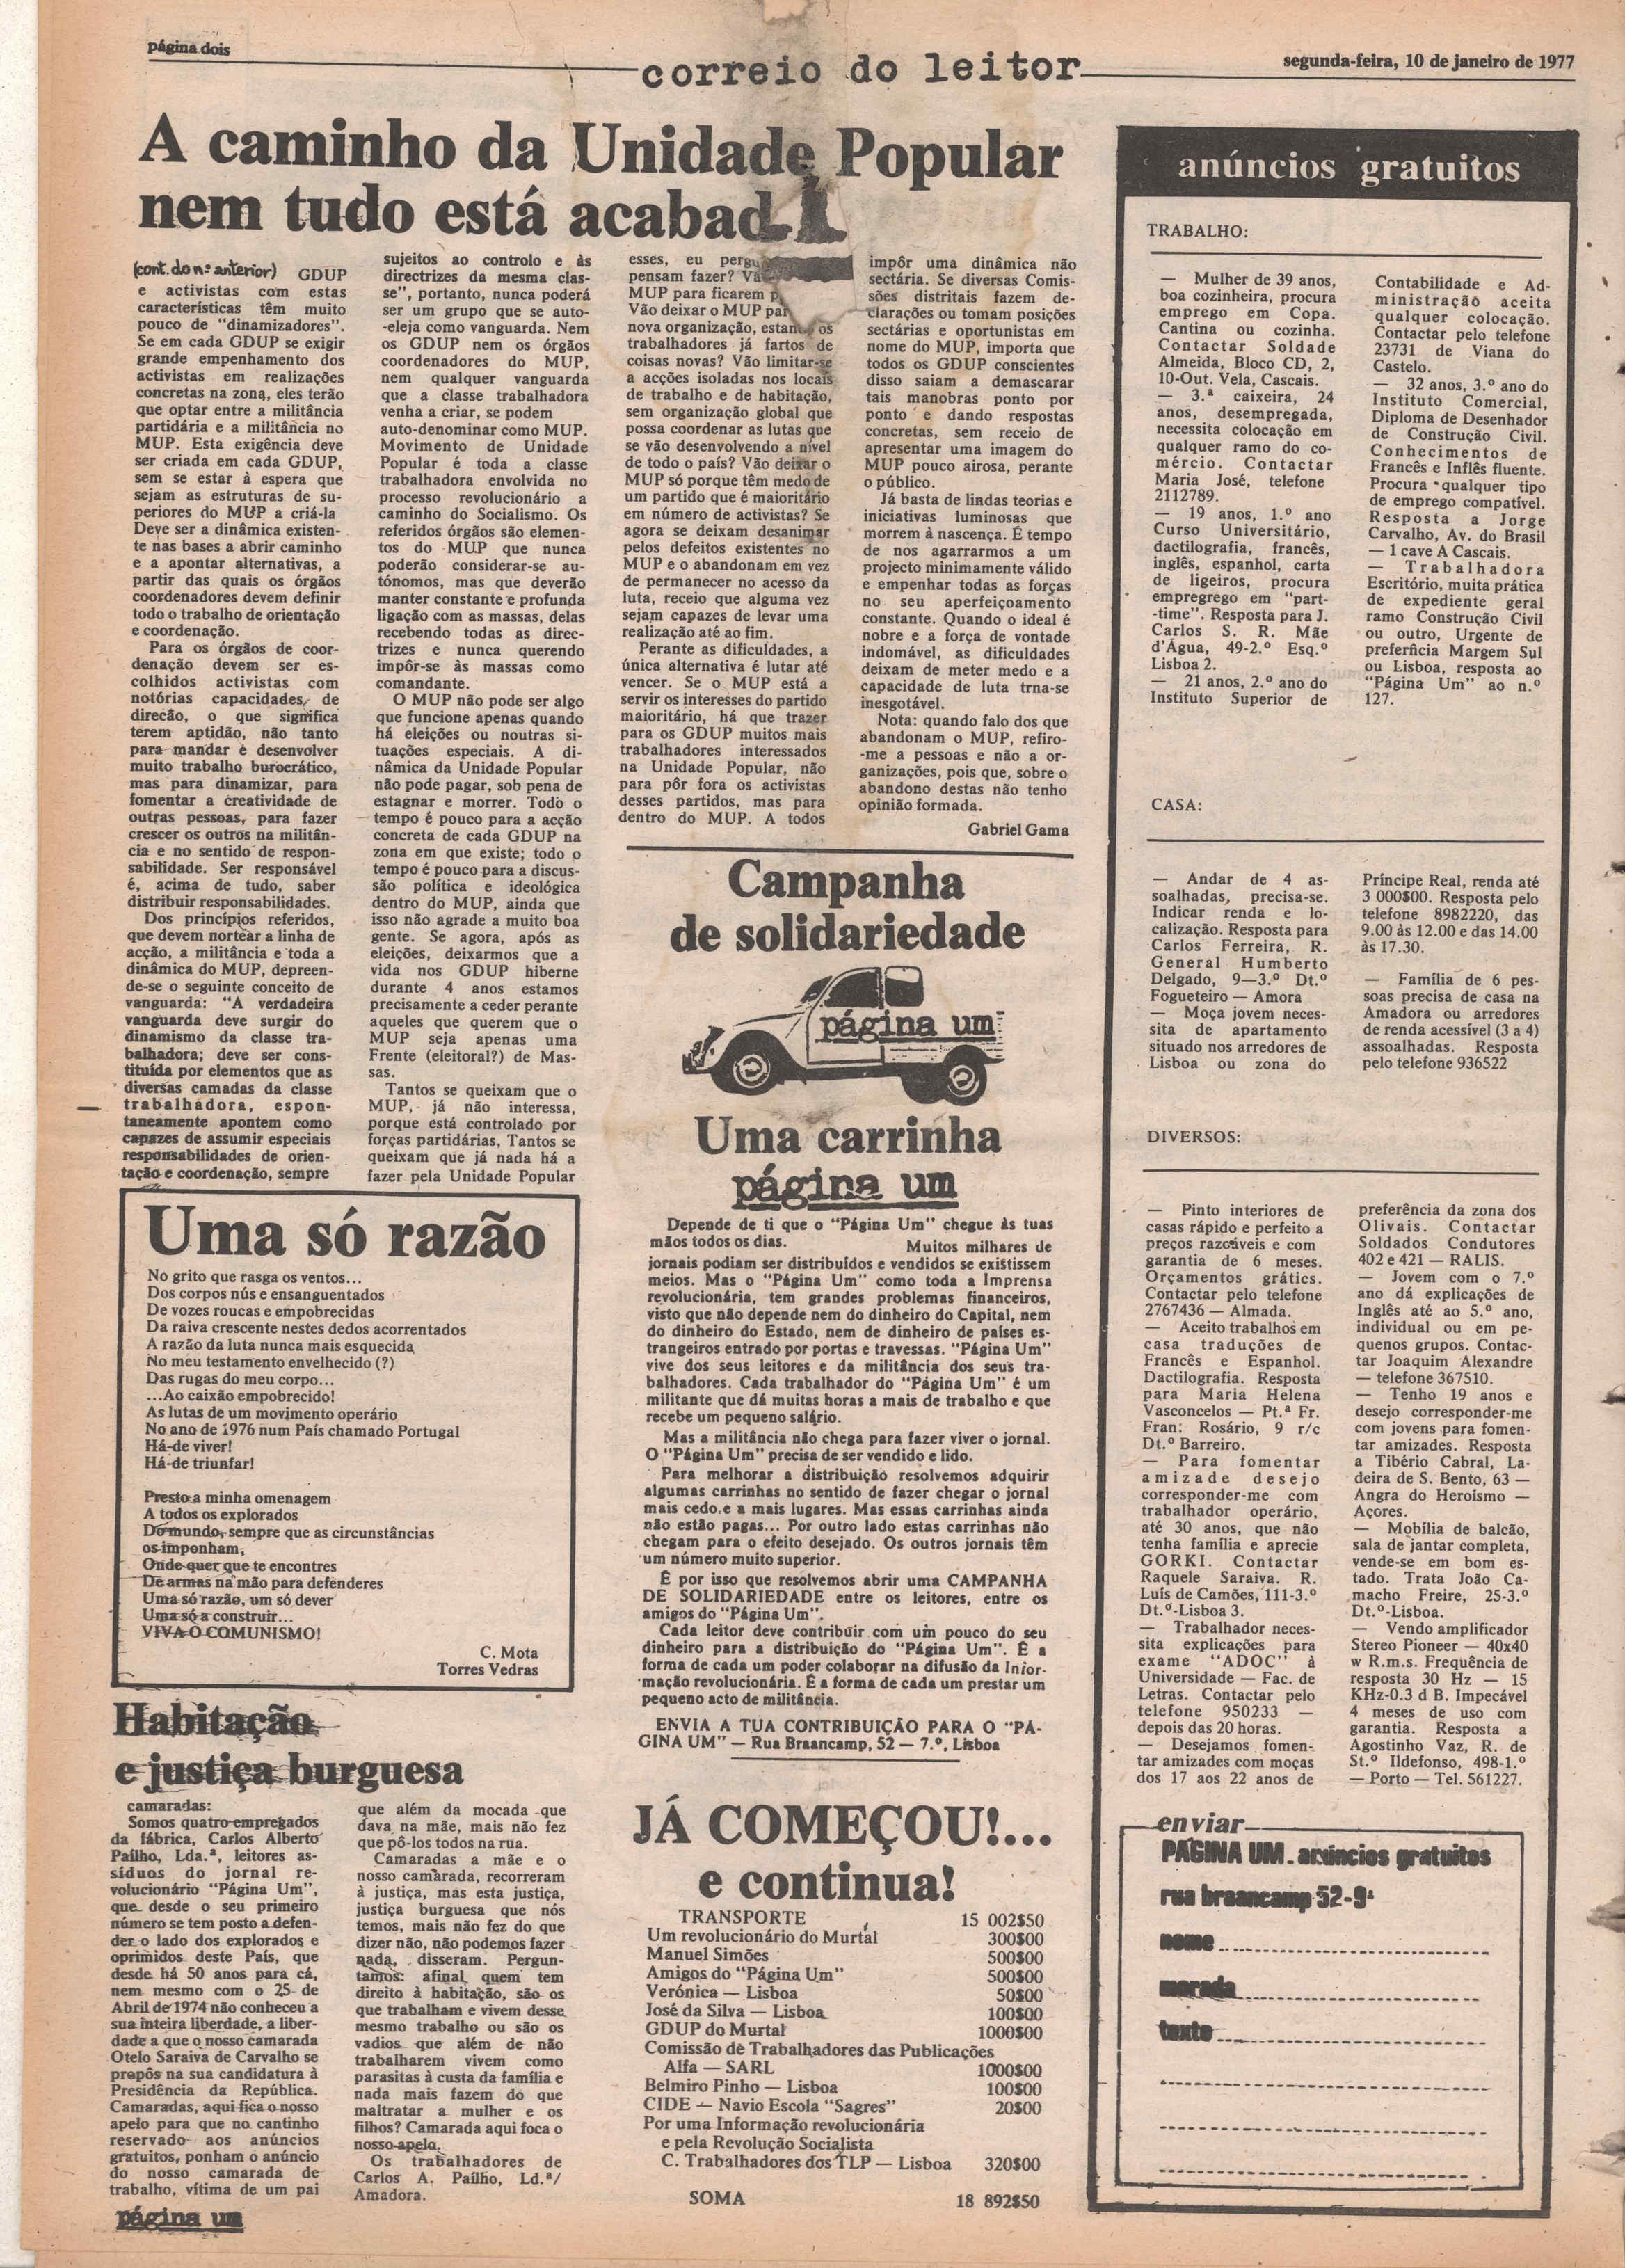 página dois
correio do leitor
segunda-feira, 10 de janeiro de 1977
A caminho da Unidade Popular
nem tudo está acabad
(cont. do n.º anterior) GDUP
e activistas com estas
características têm muito
pouco de "dinamizadores".
Se em cada GDUP se exigir
grande empenhamento dos
activistas em realizações
concretas na zona, eles terão
que optar entre a militância
partidária e a militância no
MUP. Esta exigência deve
ser criada em cada GDUP,
sem se estar à espera que
sejam as estruturas de su-
periores do MUP a criá-la
Deve ser a dinâmica existen-
te nas bases a abrir caminho
e a apontar alternativas, a
partir das quais os órgãos
coordenadores devem definir
todo o trabalho de orientação
e coordenação.
Para os órgãos de coor-
denação devem ser es-
colhidos activistas com
notórias capacidades, de
direcão, o que significa
terem aptidão, não tanto
para mandar e desenvolver
muito trabalho burocrático,
mas para dinamizar, para
fomentar a creatividade de
outras pessoas, para fazer
crescer os outros na militân-
cia e no sentido de respon-
sabilidade. Ser responsável
é, acima de tudo, saber
distribuir responsabilidades.
Dos princípios referidos,
que devem nortear a linha de
acção, a militância e toda a
dinâmica do MUP, depreen-
de-se o seguinte conceito de
vanguarda: "A verdadeira
vanguarda deve surgir do
dinamismo da classe tra-
balhadora; deve ser cons-
tituída por elementos que as
diversas camadas da classe
trabalhadora, espon-
taneamente apontem como
capazes de assumir especiais
responsabilidades de orien-
tação e coordenação, sempre
sujeitos ao controlo e às
directrizes da mesma clas-
se", portanto, nunca poderá
ser um grupo que se auto-
-eleja como vanguarda. Nem
os GDUP nem os órgãos
coordenadores do MUP,
nem qualquer vanguarda
que a classe trabalhadora
venha a criar, se podem
auto-denominar como MUP.
Movimento de Unidade
Popular é toda a classe
trabalhadora envolvida no
processo revolucionário a
caminho do Socialismo. Os
referidos órgãos são elemen-
tos do MUP que nunca
poderão considerar-se au-
tónomos, mas que deverão
manter constante e profunda
ligação com as massas, delas
recebendo todas as direc-
trizes e nunca querendo
impôr-se às massas como
comandante.
O MUP não pode ser algo
que funcione apenas quando
há eleições ou noutras si-
tuações especiais. A di-
nâmica da Unidade Popular
não pode pagar, sob pena de
estagnar e morrer. Todo o
tempo é pouco para a acção
concreta de cada GDUP na
zona em que existe; todo o
tempo é pouco para a discus-
são política e ideológica
dentro do MUP, ainda que
isso não agrade a muito boa
gente. Se agora, após as
eleições, deixarmos que a
vida nos GDUP hiberne
durante 4 anos estamos
precisamente a ceder perante
aqueles que querem que o
MUP seja apenas uma
Frente (eleitoral?) de Mas-
sas.
Tantos se queixam que o
MUP, já não interessa,
porque está controlado por
forças partidárias, Tantos se
queixam que já nada há a
fazer pela Unidade Popular
esses, eu pergu
pensam fazer? Vã
MUP para ficarem p
Vão deixar o MUP par
nova organização, estan os
trabalhadores já fartos de
coisas novas? Vão limitar-se
a acções isoladas nos locais
de trabalho e de habitação,
sem organização global que
possa coordenar as lutas que
se vão desenvolvendo a nível
de todo o país? Vão deixar o
MUP só porque têm medo de
um partido que é maioritário
em número de activistas? Se
agora se deixam desanimar
pelos defeitos existentes no
MUP e o abandonam em vez
de permanecer no acesso da
luta, receio que alguma vez
sejam capazes de levar uma
realização até ao fim.
Perante as dificuldades, a
única alternativa é lutar até
vencer. Se o MUP está a
servir os interesses do partido
maioritário, há que trazer
para os GDUP muitos mais
trabalhadores interessados
na Unidade Popular, não
para pôr fora os activistas
desses partidos, mas para
dentro do MUP. A todos
impôr uma dinâmica não
sectária. Se diversas Comis-
sões distritais fazem de-
clarações ou tomam posições
sectárias e oportunistas em
nome do MUP, importa que
todos os GDUP conscientes
disso saiam a demascarar
tais manobras ponto por
ponto e dando respostas
concretas, sem receio de
apresentar uma imagem do
MUP pouco airosa, perante
o público.
Já basta de lindas teorias e
iniciativas luminosas que
morrem à nascença. É tempo
de nos agarrarmos a um
projecto minimamente válido
e empenhar todas as forças
no seu aperfeiçoamento
constante. Quando o ideal é
nobre e a força de vontade
indomável, as dificuldades
deixam de meter medo e a
capacidade de luta trna-se
inesgotável.
Nota: quando falo dos que
abandonam o MUP, refiro-
-me a pessoas e não a or-
ganizações, pois que, sobre o
abandono destas não tenho
opinião formada.
Gabriel Gama
Uma só razão
No grito que rasga os ventos...
Dos corpos nús e ensanguentados
De vozes roucas e empobrecidas
Da raiva crescente nestes dedos acorrentados
A razão da luta nunca mais esquecida
No meu testamento envelhecido (?)
Das rugas do meu corpo...
...Ao caixão empobrecido!
As lutas de um movimento operário
No ano de 1976 num País chamado Portugal
Há-de viver!
Há-de triunfar!
Presto a minha omenagem
A todos os explorados
Do mundo, sempre que as circunstâncias
os imponham,
Onde quer que te encontres
De armas na mão para defenderes
Uma só razão, um só dever
Uma só a construir...
VIVA O COMUNISMO!
C. Mota
Torres Vedras
Habitação
e justiça burguesa
camaradas:
Somos quatro empregados
da fábrica, Carlos Alberto
Paílho, Lda.ª, leitores as-
síduos do jornal re-
volucionário "Página Um",
que desde o seu primeiro
número se tem posto a defen-
der o lado dos explorados e
oprimidos deste País, que
desde há 50 anos para cá,
nem mesmo com o 25 de
Abril de 1974 não conheceu a
sua inteira liberdade, a liber-
dade a que o nosso camarada
Otelo Saraiva de Carvalho se
propôs na sua candidatura à
Presidência da República.
Camaradas, aqui fica o nosso
apelo para que no cantinho
reservado aos anúncios
gratuitos, ponham o anúncio
do nosso camarada de
trabalho, vítima de um pai
que além da mocada que
dava na mãe, mais não fez
que pô-los todos na rua.
Camaradas a mãe e o
nosso camarada, recorreram
à justiça, mas esta justiça,
justiça burguesa que nós
temos, mais não fez do que
dizer não, não podemos fazer
nada, disseram. Pergun-
tamos: afinal quem tem
direito à habitação, são os
que trabalham e vivem desse
mesmo trabalho ou são os
vadios que além de não
trabalharem vivem como
parasitas à custa da família e
nada mais fazem do que
maltratar a mulher e os
filhos? Camarada aqui foca o
nosso apelo.
Os trabalhadores de
Carlos A. Paílho, Ld.ª/
Amadora.
página um
Campanha
de solidariedade
página um
Uma carrinha
página um
Depende de ti que o "Página Um" chegue às tuas
mãos todos os dias. Muitos milhares de
jornais podiam ser distribuídos e vendidos se existissem
meios. Mas o "Página Um" como toda a Imprensa
revolucionária, tem grandes problemas financeiros,
visto que não depende nem do dinheiro do Capital, nem
do dinheiro do Estado, nem de dinheiro de países es-
trangeiros entrado por portas e travessas. "Página Um"
vive dos seus leitores e da militância dos seus tra-
balhadores. Cada trabalhador do "Página Um" é um
militante que dá muitas horas a mais de trabalho e que
recebe um pequeno salário.
Mas a militância não chega para fazer viver o jornal.
O "Página Um" precisa de ser vendido e lido.
Para melhorar a distribuição resolvemos adquirir
algumas carrinhas no sentido de fazer chegar o jornal
mais cedo e a mais lugares. Mas essas carrinhas ainda
não estão pagas... Por outro lado estas carrinhas não
chegam para o efeito desejado. Os outros jornais têm
um número muito superior.
É por isso que resolvemos abrir uma CAMPANHA
DE SOLIDARIEDADE entre os leitores, entre os
amigos do "Página Um".
Cada leitor deve contribuir com um pouco do seu
dinheiro para a distribuição do "Página Um". É a
forma de cada um poder colaborar na difusão da Infor-
mação revolucionária. É a forma de cada um prestar um
pequeno acto de militância.
ENVIA A TUA CONTRIBUIÇÃO PARA O "PÁ-
GINA UM" — Rua Braancamp, 52 — 7.º, Lisboa
JÁ COMEÇOU!...
e continua!
TRANSPORTE 15 002$50
Um revolucionário do Murtal 300$00
Manuel Simões 500$00
Amigos do "Página Um" 500$00
Verónica — Lisboa 50$00
José da Silva — Lisboa 100$00
GDUP do Murtal 1000$00
Comissão de Trabalhadores das Publicações
Alfa — SARL 1000$00
Belmiro Pinho — Lisboa 100$00
CIDE — Navio Escola "Sagres" 20$00
Por uma Informação revolucionária
e pela Revolução Socialista
C. Trabalhadores dos TLP — Lisboa 320$00
SOMA 18 892$50
anúncios gratuitos
TRABALHO:
— Mulher de 39 anos,
boa cozinheira, procura
emprego em Copa.
Cantina ou cozinha.
Contactar Soldade
Almeida, Bloco CD, 2,
10-Out. Vela, Cascais.
— 3.ª caixeira, 24
anos, desempregada,
necessita colocação em
qualquer ramo do co-
mércio. Contactar
Maria José, telefone
2112789.
— 19 anos, 1.º ano
Curso Universitário,
dactilografia, francês,
inglês, espanhol, carta
de ligeiros, procura
empregrego em "part-
-time". Resposta para J.
Carlos S. R. Mãe
d'Água, 49-2.º Esq.º
Lisboa 2.
— 21 anos, 2.º ano do
Instituto Superior de
Contabilidade e Ad-
ministração aceita
qualquer colocação.
Contactar pelo telefone
23731 de Viana do
Castelo.
— 32 anos, 3.º ano do
Instituto Comercial,
Diploma de Desenhador
de Construção Civil.
Conhecimentos de
Francês e Inflês fluente.
Procura qualquer tipo
de emprego compatível.
Resposta a Jorge
Carvalho, Av. do Brasil
— 1 cave A Cascais.
— Trabalhadora
Escritório, muita prática
de expediente geral
ramo Construção Civil
ou outro, Urgente de
preferñcia Margem Sul
ou Lisboa, resposta ao
"Página Um" ao n.º
127.
CASA:
— Andar de 4 as-
soalhadas, precisa-se.
Indicar renda e lo-
calização. Resposta para
Carlos Ferreira, R.
General Humberto
Delgado, 9—3.º Dt.º
Fogueteiro — Amora
— Moça jovem neces-
sita de apartamento
situado nos arredores de
Lisboa ou zona do
Príncipe Real, renda até
3 000$00. Resposta pelo
telefone 8982220, das
9.00 às 12.00 e das 14.00
às 17.30.
— Família de 6 pes-
soas precisa de casa na
Amadora ou arredores
de renda acessível (3 a 4)
assoalhadas. Resposta
pelo telefone 936522
DIVERSOS:
— Pinto interiores de
casas rápido e perfeito a
preços razoáveis e com
garantia de 6 meses.
Orçamentos grátics.
Contactar pelo telefone
2767436 — Almada.
— Aceito trabalhos em
casa traduções de
Francês e Espanhol.
Dactilografia. Resposta
para Maria Helena
Vasconcelos — Pt.ª Fr.
Fran: Rosário, 9 r/c
Dt.º Barreiro.
— Para fomentar
amizade desejo
corresponder-me com
trabalhador operário,
até 30 anos, que não
tenha família e aprecie
GORKI. Contactar
Raquele Saraiva. R.
Luís de Camões, 111-3.º
Dt.º-Lisboa 3.
— Trabalhador neces-
sita explicações para
exame "ADOC" à
Universidade — Fac. de
Letras. Contactar pelo
telefone 950233 —
depois das 20 horas.
— Desejamos fomen-
tar amizades com moças
dos 17 aos 22 anos de
preferência da zona dos
Olivais. Contactar
Soldados Condutores
402 e 421 — RALIS.
— Jovem com o 7.º
ano dá explicações de
Inglês até ao 5.º ano,
individual ou em pe-
quenos grupos. Contac-
tar Joaquim Alexandre
— telefone 367510.
— Tenho 19 anos e
desejo corresponder-me
com jovens para fomen-
tar amizades. Resposta
a Tibério Cabral, La-
deira de S. Bento, 63 —
Angra do Heroísmo —
Açores.
— Mobília de balcão,
sala de jantar completa,
vende-se em bom es-
tado. Trata João Ca-
macho Freire, 25-3.º
Dt.º-Lisboa.
— Vendo amplificador
Stereo Pioneer — 40x40
w R.m.s. Frequência de
resposta 30 Hz — 15
KHz-0.3 d B. Impecável
4 meses de uso com
garantia. Resposta a
Agostinho Vaz, R. de
St.º Ildefonso, 498-1.º
— Porto — Tel. 561227.
enviar
PAGINA UM. anúncios gratuitos
rua braancamp 52-9º
nome
morada
texto